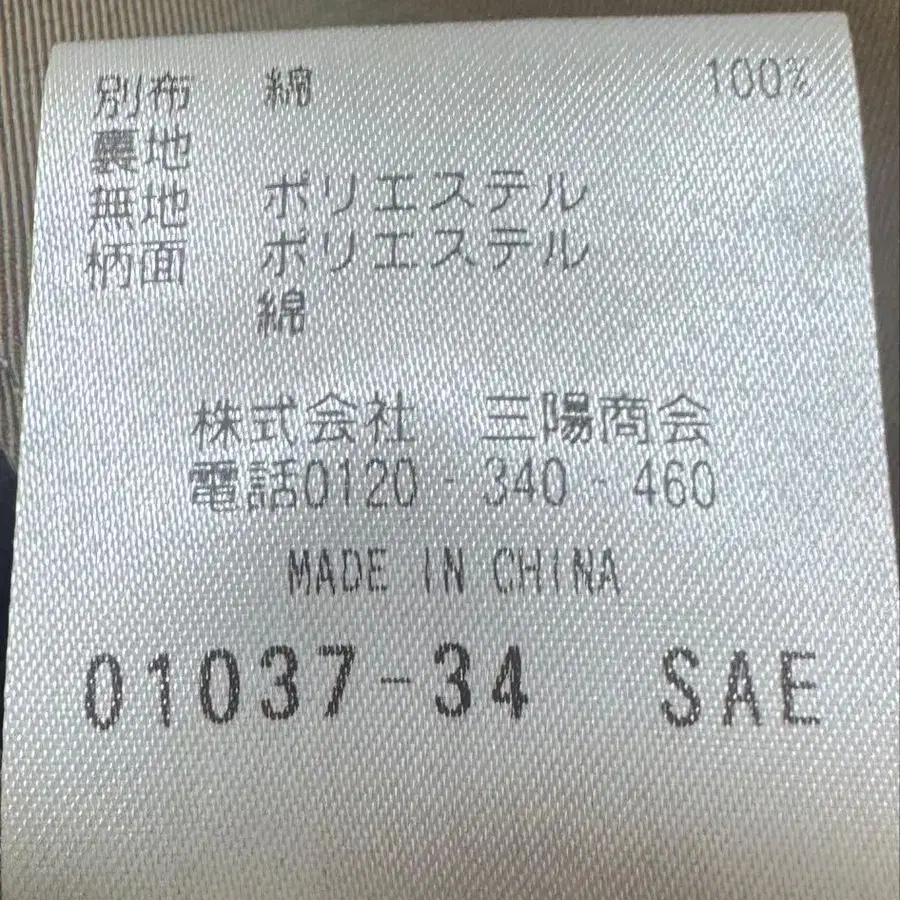 別布 綿 100%
裏地
無地 ポリエステル
柄面 ポリエステル
綿
株式会社 三陽商会
電話0120-340-460
MADE IN CHINA
01037-34 SAE